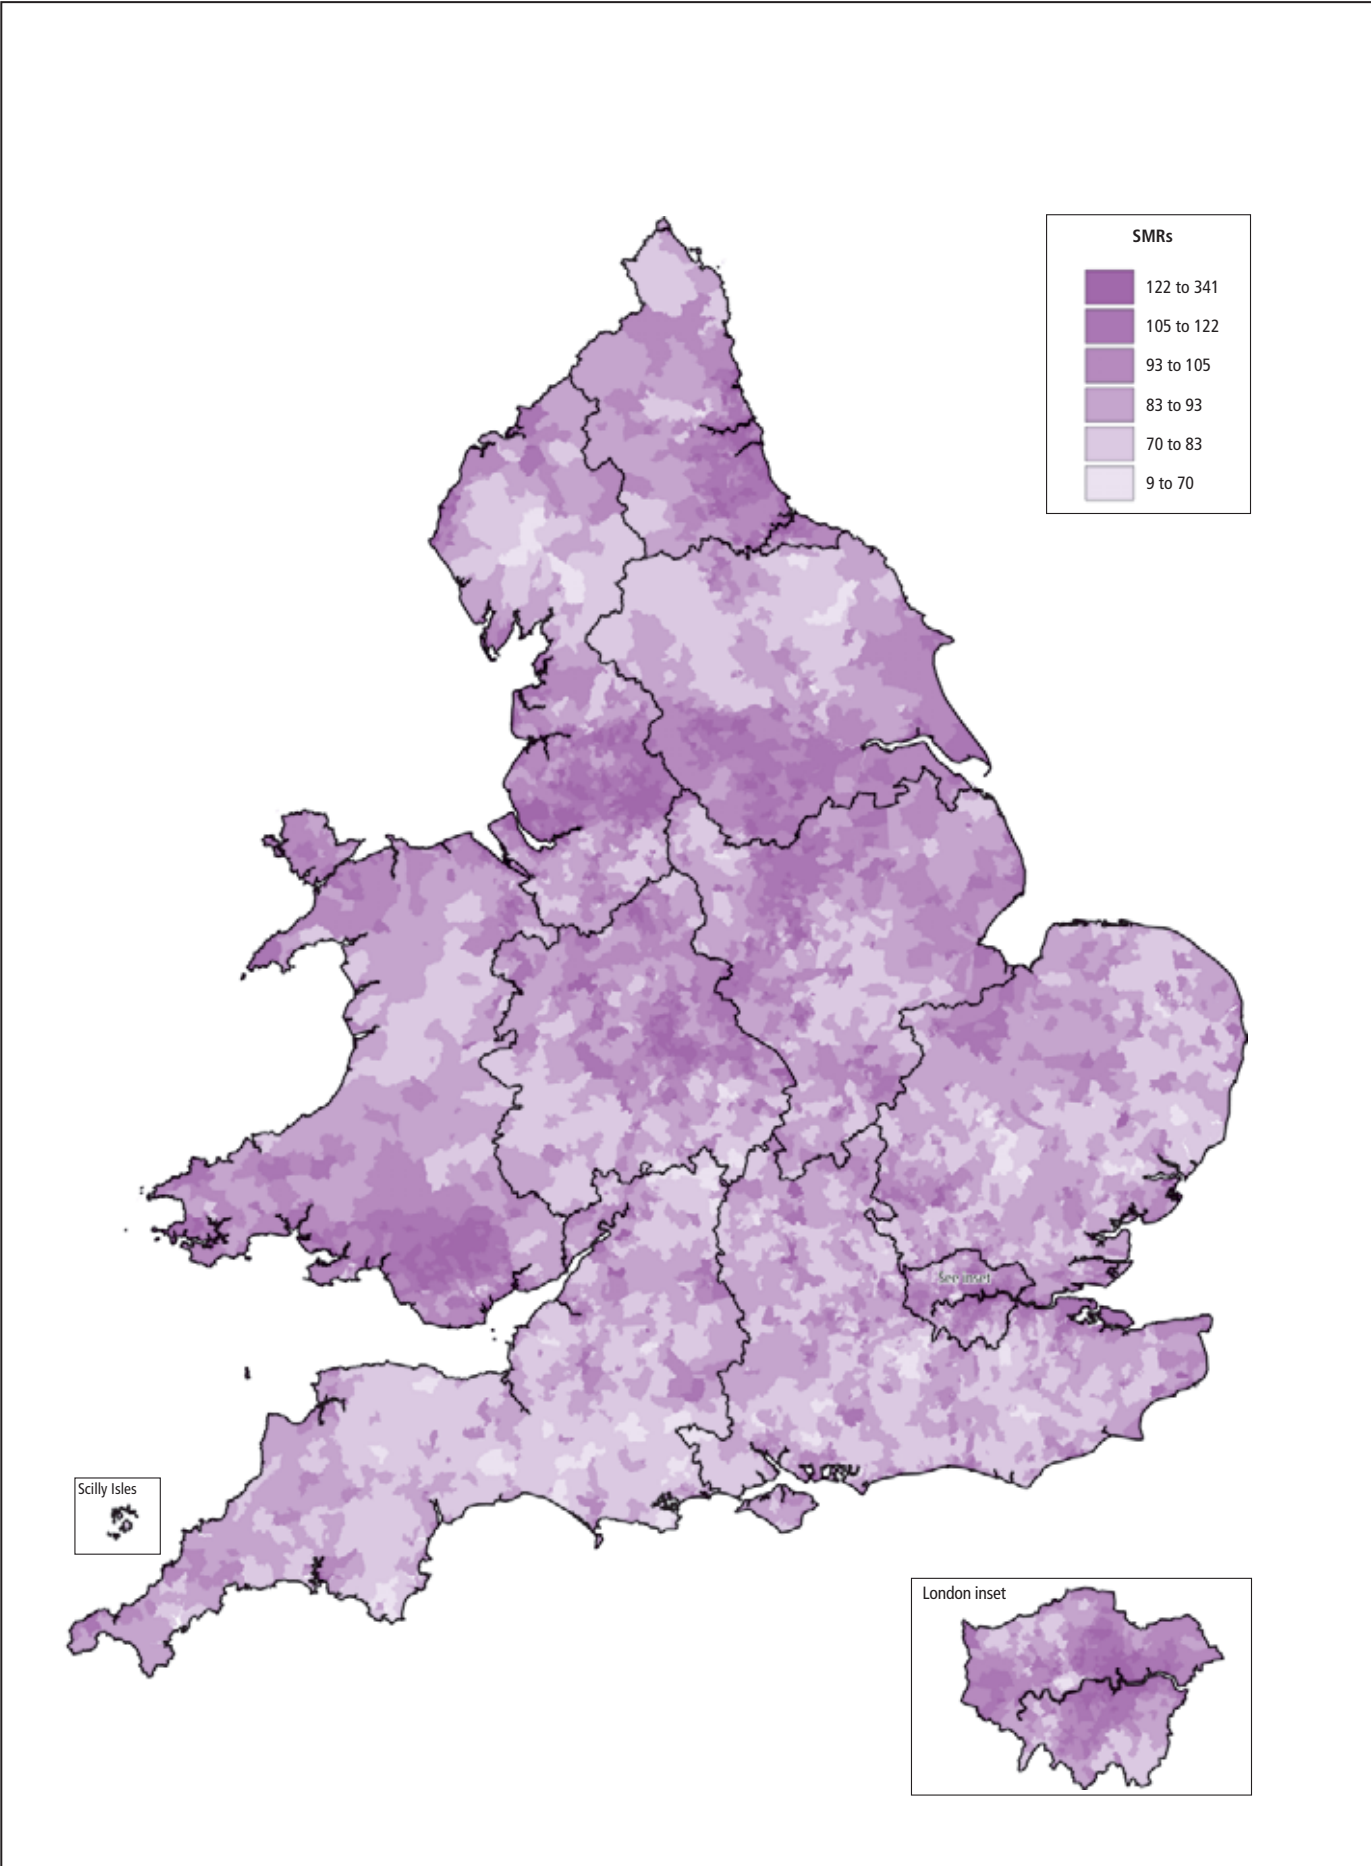 SMRs
122 to 341
105 to 122
93 to 105
83 to 93
70 to 83
9 to 70
See inset
Scilly Isles
London inset